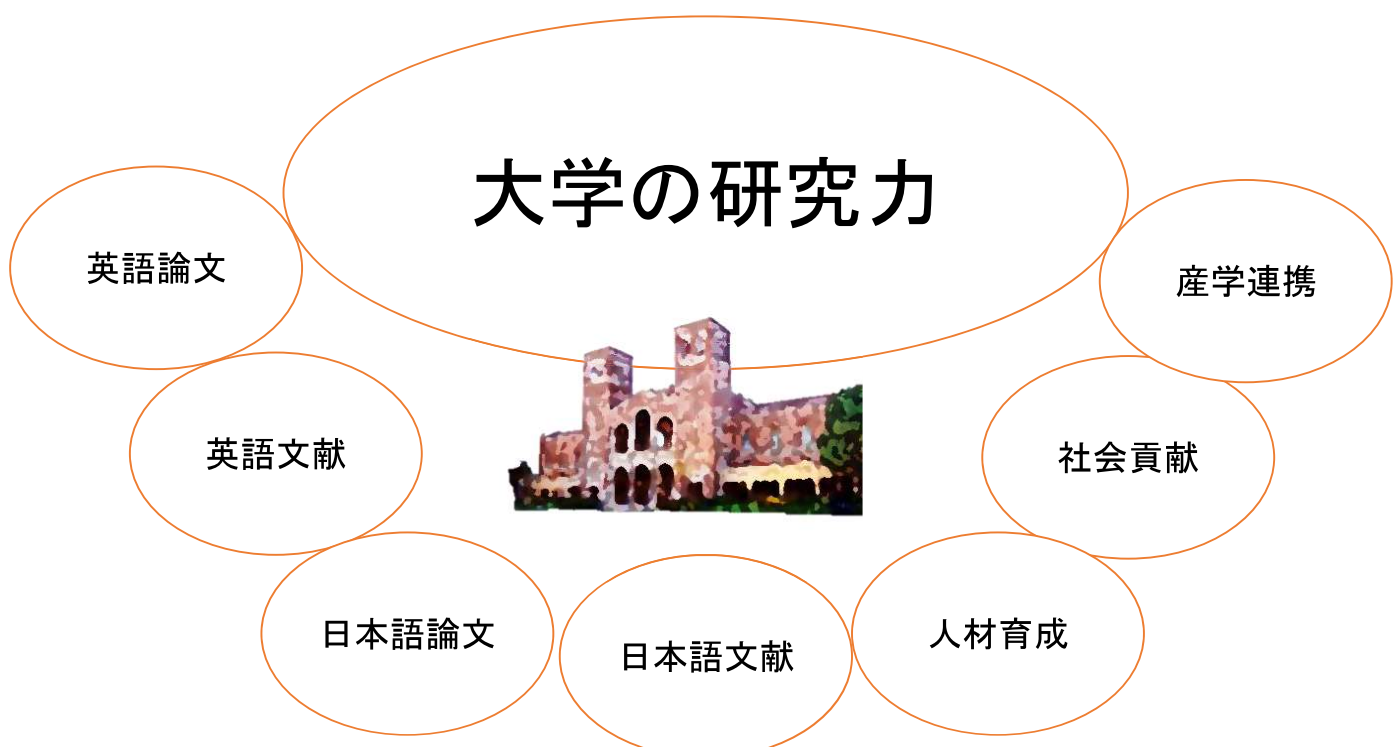 大学の研究力
英語論文
産学連携
英語文献
社会貢献
日本語論文
日本語文献
人材育成